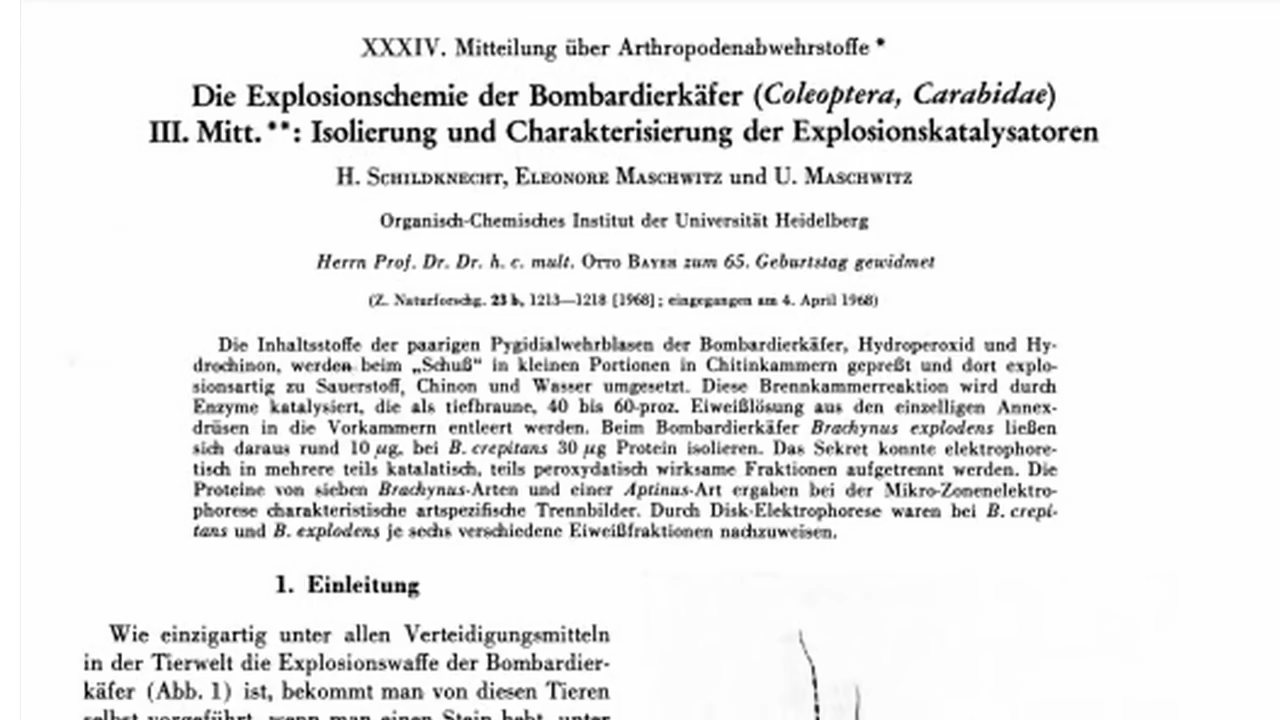 XXXIV. Mitteilung über Arthropodenabwehrstoffe *
Die Explosionschemie der Bombardierkäfer (Coleoptera, Carabidae)
III. Mitt. **: Isolierung und Charakterisierung der Explosionskatalysatoren
H. Schildknecht, Eleonore Maschwitz und U. Maschwitz
Organisch-Chemisches Institut der Universität Heidelberg
Herrn Prof. Dr. Dr. h. c. mult. Otto Bayer zum 65. Geburtstag gewidmet
(Z. Naturforschg. 23 b, 1213—1218 [1968]; eingegangen am 4. April 1968)
Die Inhaltsstoffe der paarigen Pygidialwehrblasen der Bombardierkäfer, Hydroperoxid und Hy-
drochinon, werden beim „Schuß“ in kleinen Portionen in Chitinkammern gepreßt und dort explo-
sionsartig zu Sauerstoff, Chinon und Wasser umgesetzt. Diese Brennkammerreaktion wird durch
Enzyme katalysiert, die als tiefbraune, 40 bis 60-proz. Eiweißlösung aus den einzelligen Annex-
drüsen in die Vorkammern entleert werden. Beim Bombardierkäfer Brachynus explodens ließen
sich daraus rund 10 µg, bei B. crepitans 30 µg Protein isolieren. Das Sekret konnte elektrophore-
tisch in mehrere teils katalatisch, teils peroxydatisch wirksame Fraktionen aufgetrennt werden. Die
Proteine von sieben Brachynus-Arten und einer Aptinus-Art ergaben bei der Mikro-Zonenelektro-
phorese charakteristische artspezifische Trennbilder. Durch Disk-Elektrophorese waren bei B. crepi-
tans und B. explodens je sechs verschiedene Eiweißfraktionen nachzuweisen.
1. Einleitung
Wie einzigartig unter allen Verteidigungsmitteln
in der Tierwelt die Explosionswaffe der Bombardier-
käfer (Abb. 1) ist, bekommt man von diesen Tieren
selbst vorgeführt, wenn man einen Stein hebt, unter